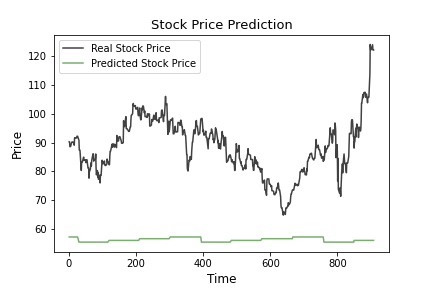 Stock Price Prediction
Real Stock Price
Predicted Stock Price
Price
120
110
100
90
80
70
60
0 200 400 600 800
Time